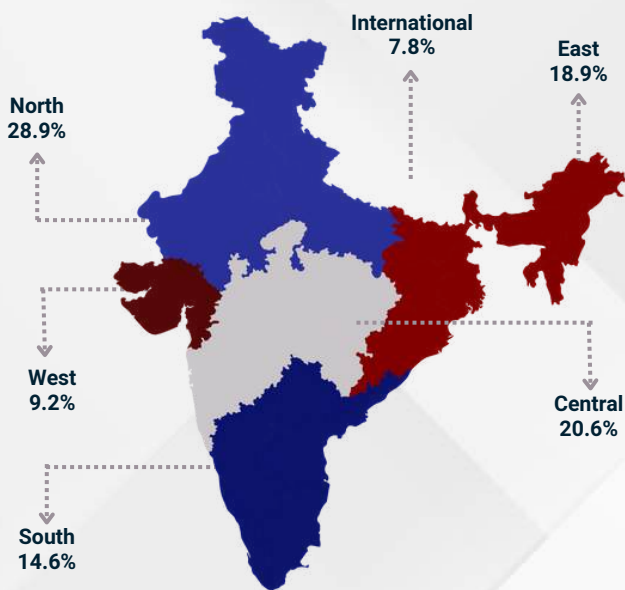 International
7.8%
East
18.9%
North
28.9%
West
9.2%
Central
20.6%
South
14.6%